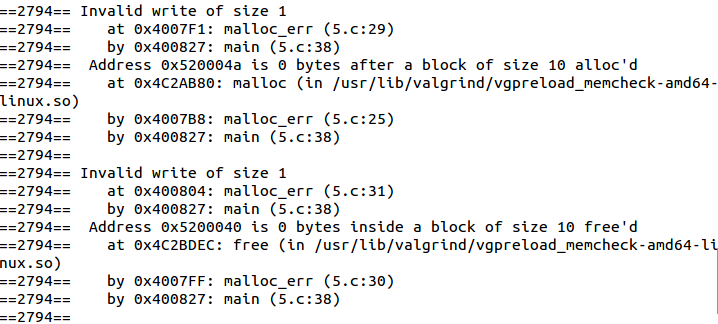 ==2794== Invalid write of size 1
==2794==    at 0x4007F1: malloc_err (5.c:29)
==2794==    by 0x400827: main (5.c:38)
==2794==  Address 0x520004a is 0 bytes after a block of size 10 alloc'd
==2794==    at 0x4C2AB80: malloc (in /usr/lib/valgrind/vgpreload_memcheck-amd64-
linux.so)
==2794==    by 0x4007B8: malloc_err (5.c:25)
==2794==    by 0x400827: main (5.c:38)
==2794==
==2794== Invalid write of size 1
==2794==    at 0x400804: malloc_err (5.c:31)
==2794==    by 0x400827: main (5.c:38)
==2794==  Address 0x5200040 is 0 bytes inside a block of size 10 free'd
==2794==    at 0x4C2BDEC: free (in /usr/lib/valgrind/vgpreload_memcheck-amd64-li
nux.so)
==2794==    by 0x4007FF: malloc_err (5.c:30)
==2794==    by 0x400827: main (5.c:38)
==2794==